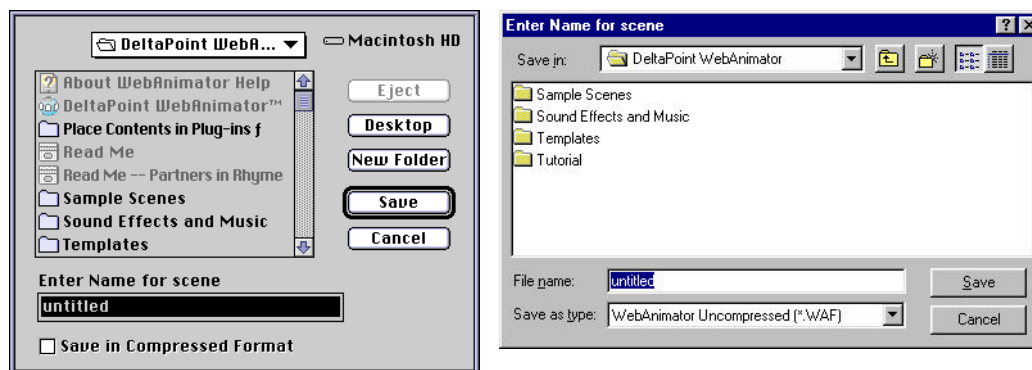 DeltaPoint WebA...
Macintosh HD
About WebAnimator Help
DeltaPoint WebAnimator™
Place Contents in Plug-ins ƒ
Read Me
Read Me -- Partners in Rhyme
Sample Scenes
Sound Effects and Music
Templates
Eject
Desktop
New Folder
Save
Cancel
Enter Name for scene
untitled
Save in Compressed Format
Enter Name for scene
Save in:
DeltaPoint WebAnimator
Sample Scenes
Sound Effects and Music
Templates
Tutorial
File name:
untitled
Save
Save as type:
WebAnimator Uncompressed (*.WAF)
Cancel